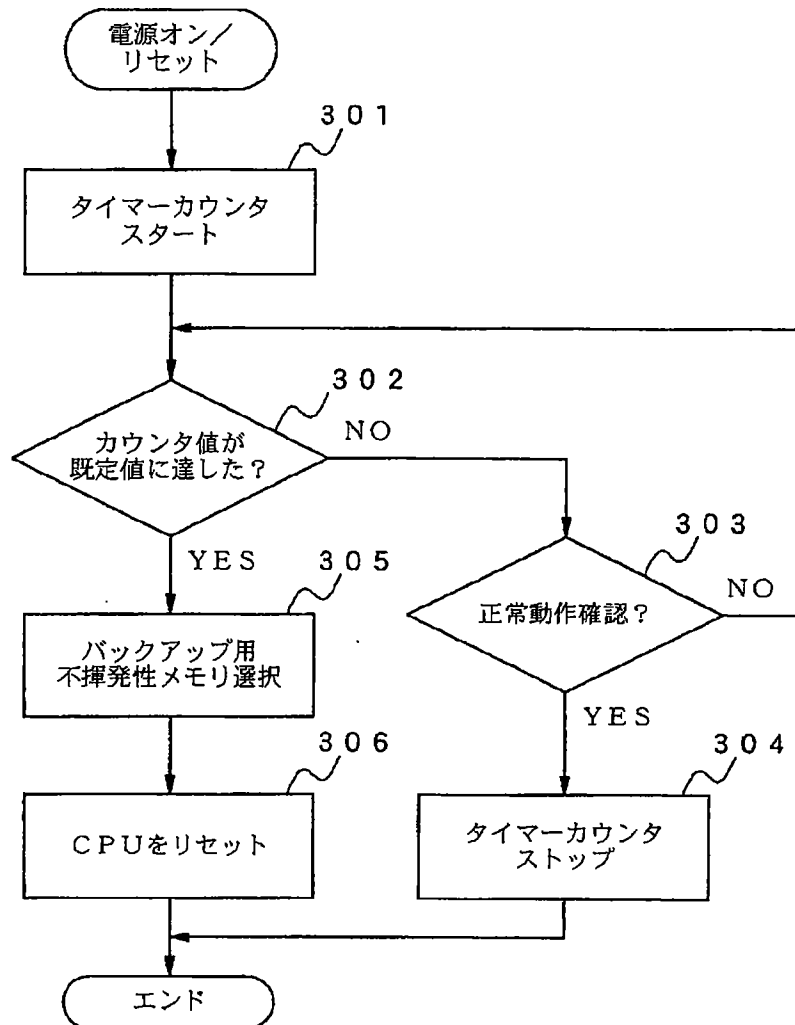 電源オン／
リセット
３０１
タイマーカウンタ
スタート
３０２
カウンタ値が
既定値に達した？
ＮＯ
３０３
ＹＥＳ
３０５
正常動作確認？
ＮＯ
バックアップ用
不揮発性メモリ選択
ＹＥＳ
３０６
３０４
ＣＰＵをリセット
タイマーカウンタ
ストップ
エンド